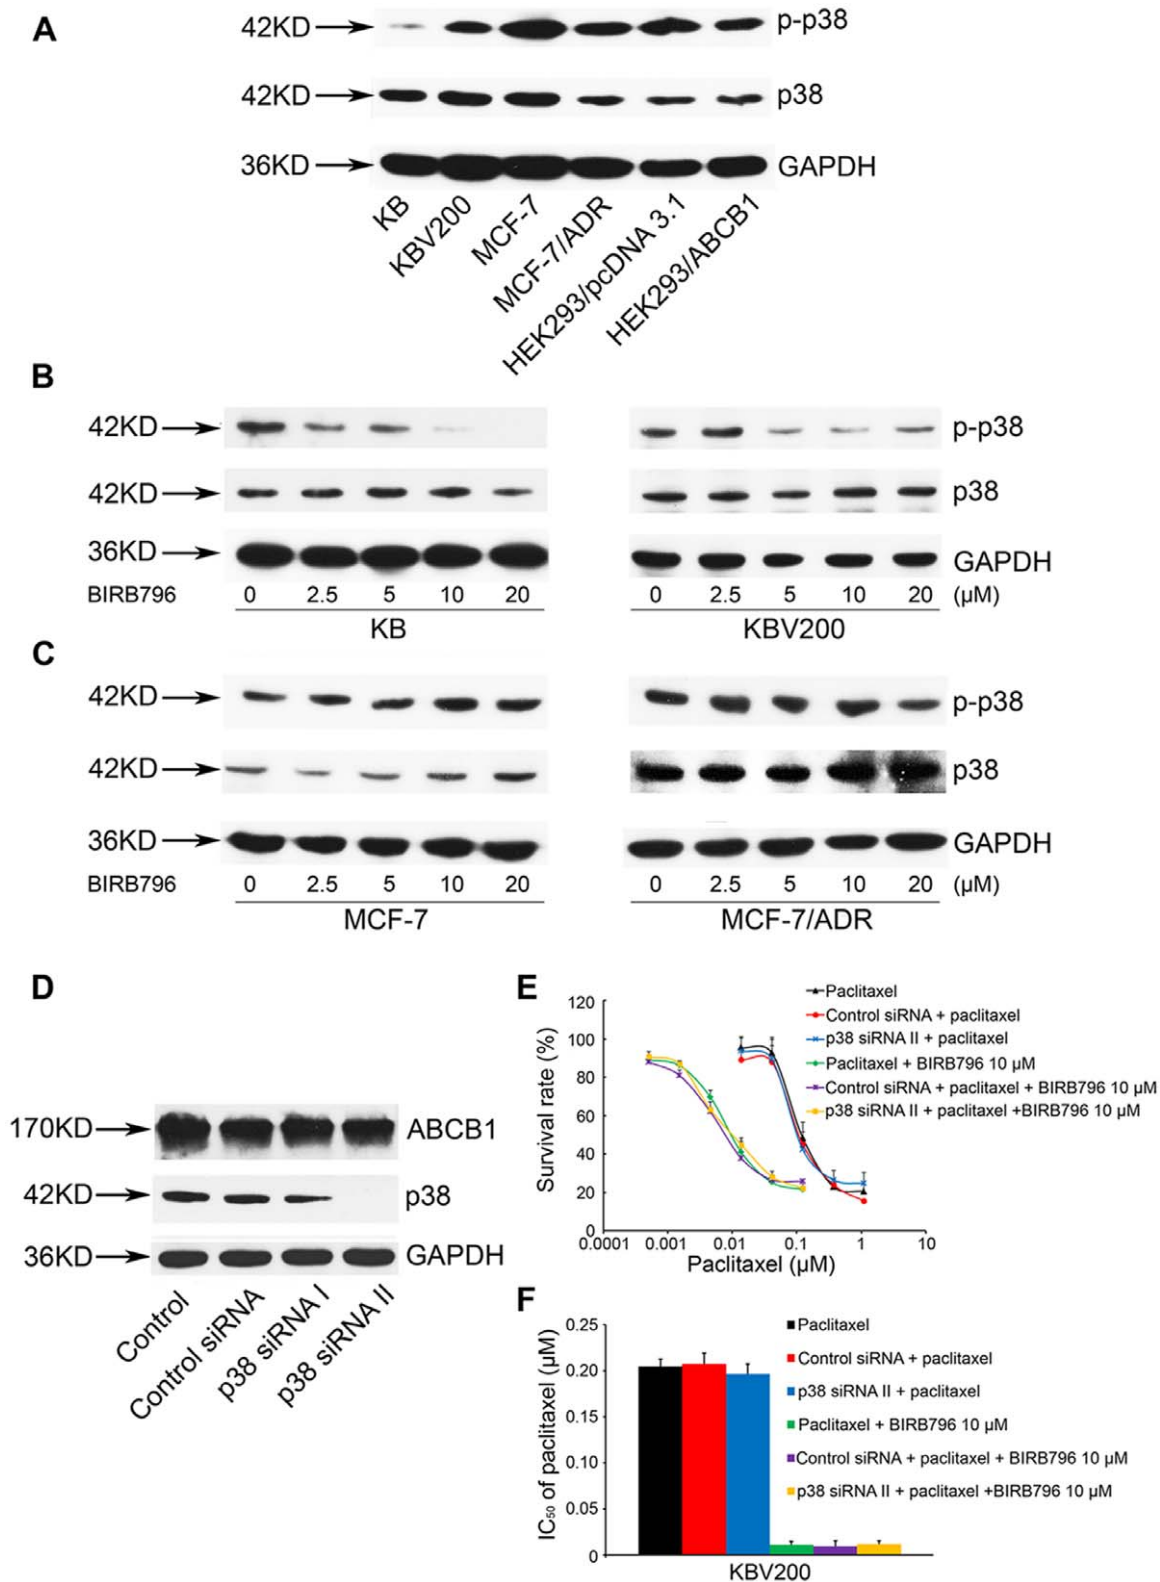 A
42KD
p-p38
42KD
p38
36KD
GAPDH
KB
KBV200
MCF-7
MCF-7/ADR
HEK293/pcDNA 3.1
HEK293/ABCB1
B
42KD
p-p38
42KD
p38
36KD
GAPDH
BIRB796 0 2.5 5 10 20 0 2.5 5 10 20 (µM)
KB KBV200
C
42KD
p-p38
42KD
p38
36KD
GAPDH
BIRB796 0 2.5 5 10 20 0 2.5 5 10 20 (µM)
MCF-7 MCF-7/ADR
D
170KD
ABCB1
42KD
p38
36KD
GAPDH
Control
Control siRNA
p38 siRNA I
p38 siRNA II
E
Survival rate (%)
120
100
80
60
40
20
0
0.0001 0.001 0.01 0.1 1 10
Paclitaxel (µM)
Paclitaxel
Control siRNA + paclitaxel
p38 siRNA II + paclitaxel
Paclitaxel + BIRB796 10 µM
Control siRNA + paclitaxel + BIRB796 10 µM
p38 siRNA II + paclitaxel +BIRB796 10 µM
F
IC50 of paclitaxel (µM)
0.25
0.20
0.15
0.10
0.05
0
KBV200
Paclitaxel
Control siRNA + paclitaxel
p38 siRNA II + paclitaxel
Paclitaxel + BIRB796 10 µM
Control siRNA + paclitaxel + BIRB796 10 µM
p38 siRNA II + paclitaxel +BIRB796 10 µM